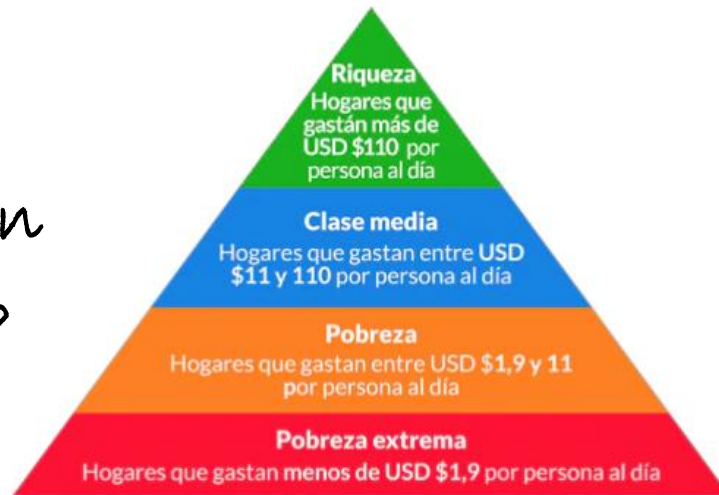 Riqueza
Hogares que
gastán más de
USD $110 por
persona al día
n
o
Clase media
Hogares que gastan entre USD
$11 y 110 por persona al día
Pobreza
Hogares que gastan entre USD $1,9 y 11
por persona al día
Pobreza extrema
Hogares que gastan menos de USD $1,9 por persona al día